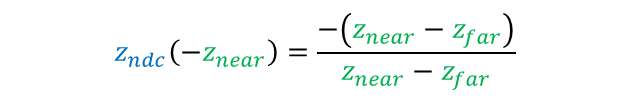 z_ndc(−z_near) = −(z_near − z_far) / (z_near − z_far)